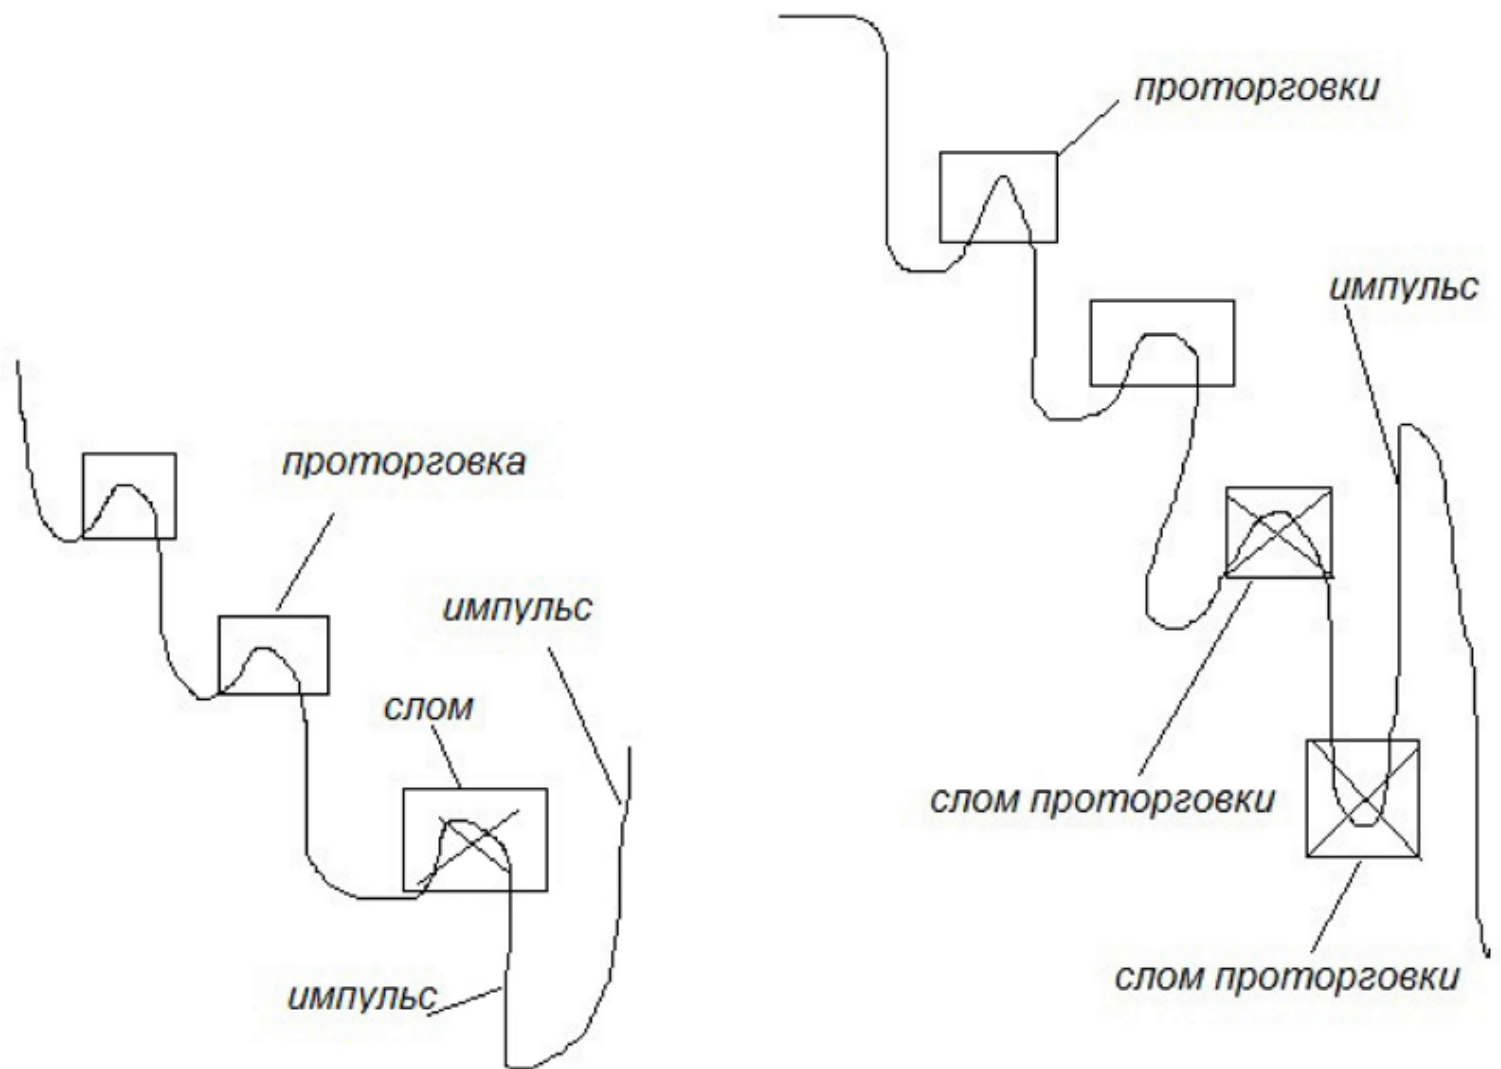 проторговки
импульс
проторговка
импульс
слом
слом проторговки
импульс
слом проторговки